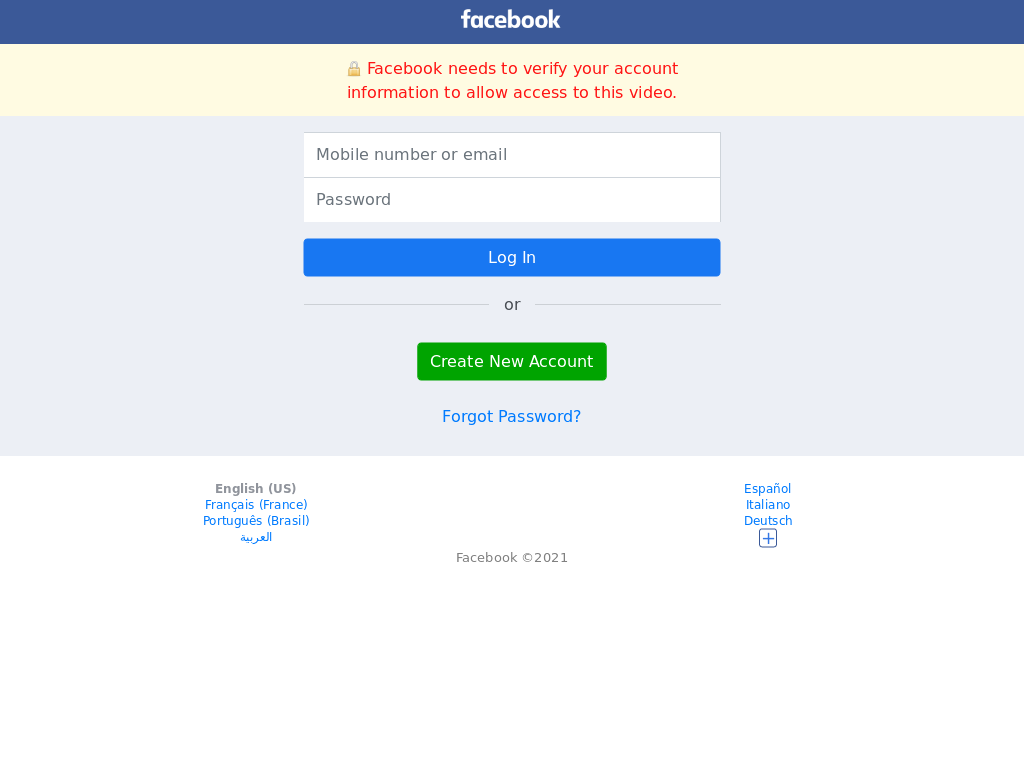 facebook
Facebook needs to verify your account
information to allow access to this video.
Mobile number or email
Password
Log In
or
Create New Account
Forgot Password?
English (US)
Français (France)
Português (Brasil)
العربية
Español
Italiano
Deutsch
Facebook ©2021